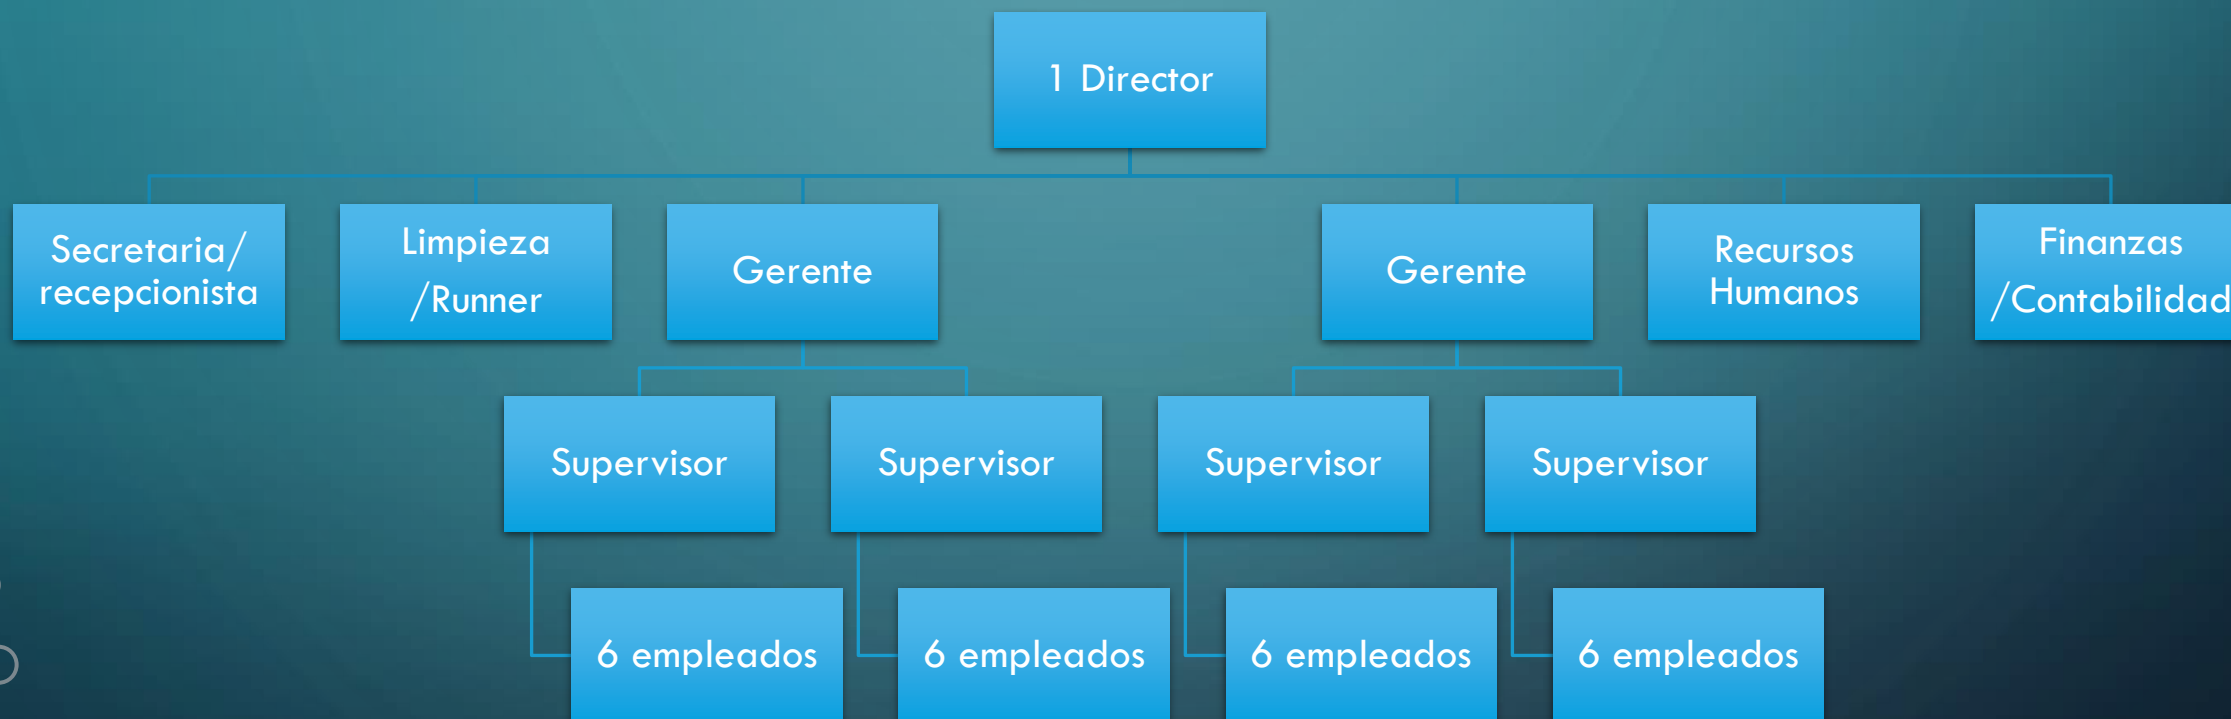 1 Director
Secretaria/
recepcionista
Limpieza
/Runner
Gerente
Gerente
Recursos
Humanos
Finanzas
/Contabilidad
Supervisor
Supervisor
Supervisor
Supervisor
6 empleados
6 empleados
6 empleados
6 empleados